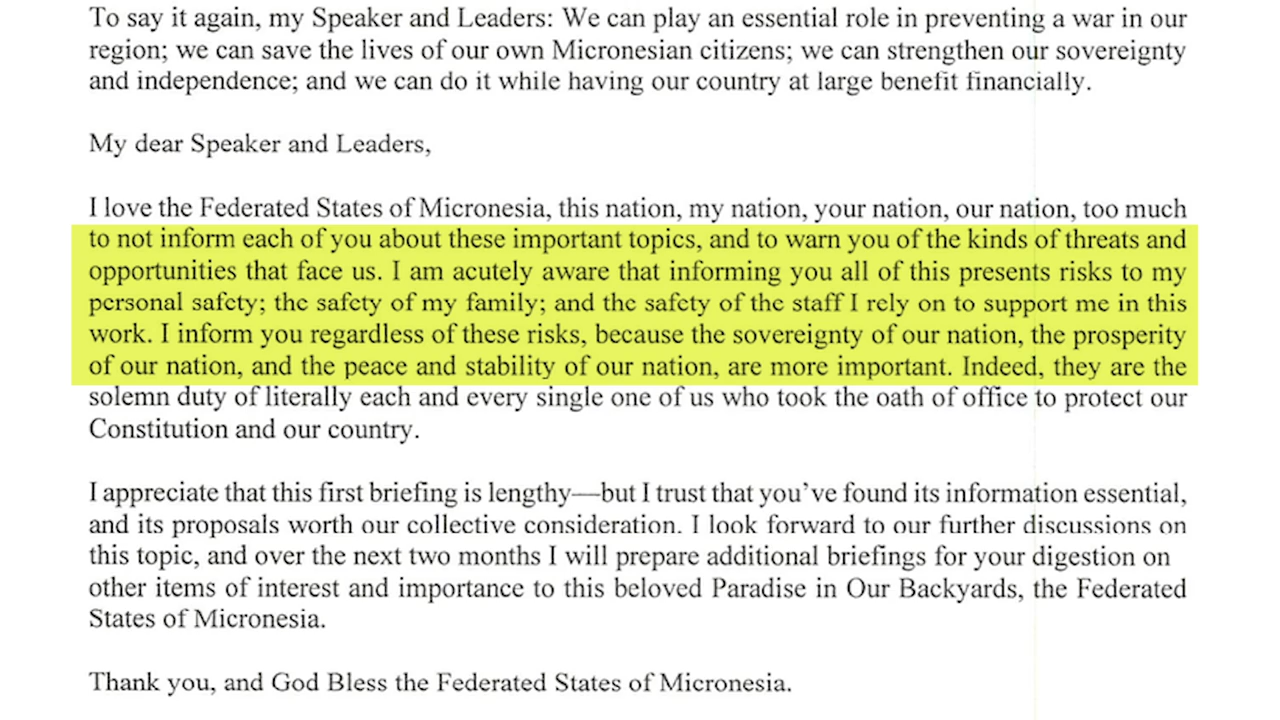 To say it again, my Speaker and Leaders: We can play an essential role in preventing a war in our
region; we can save the lives of our own Micronesian citizens; we can strengthen our sovereignty
and independence; and we can do it while having our country at large benefit financially.
My dear Speaker and Leaders,
I love the Federated States of Micronesia, this nation, my nation, your nation, our nation, too much
to not inform each of you about these important topics, and to warn you of the kinds of threats and
opportunities that face us. I am acutely aware that informing you all of this presents risks to my
personal safety; the safety of my family; and the safety of the staff I rely on to support me in this
work. I inform you regardless of these risks, because the sovereignty of our nation, the prosperity
of our nation, and the peace and stability of our nation, are more important. Indeed, they are the
solemn duty of literally each and every single one of us who took the oath of office to protect our
Constitution and our country.
I appreciate that this first briefing is lengthy—but I trust that you've found its information essential,
and its proposals worth our collective consideration. I look forward to our further discussions on
this topic, and over the next two months I will prepare additional briefings for your digestion on
other items of interest and importance to this beloved Paradise in Our Backyards, the Federated
States of Micronesia.
Thank you, and God Bless the Federated States of Micronesia.